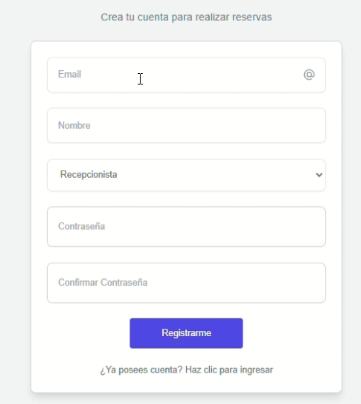 Crea tu cuenta para realizar reservas
Email @
Nombre
Recepcionista
Contraseña
Confirmar Contraseña
Registrarme
¿Ya posees cuenta? Haz clic para ingresar